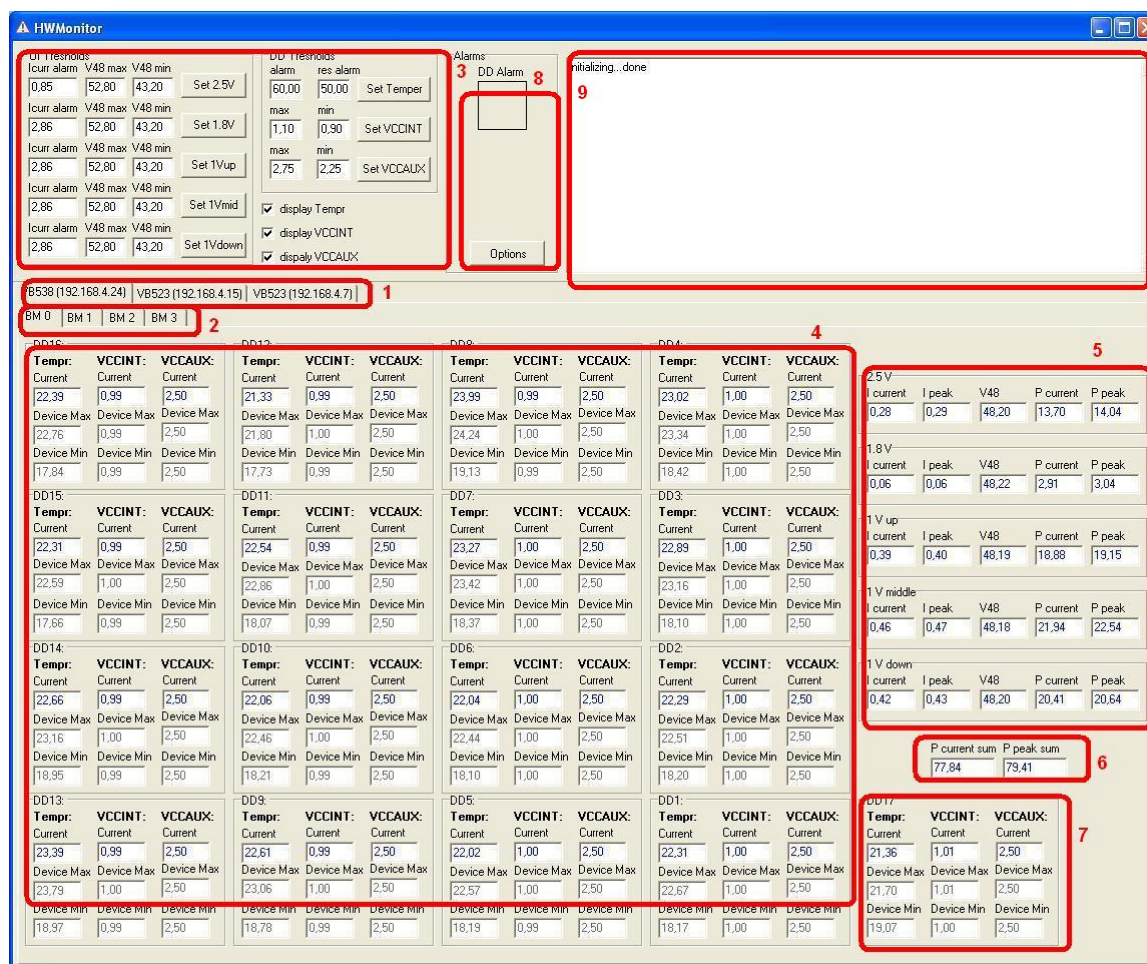 HWMonitor
UI Tresholds
Icurr alarm V48 max V48 min
0,85 52,80 43,20 Set 2.5V
Icurr alarm V48 max V48 min
2,86 52,80 43,20 Set 1.8V
Icurr alarm V48 max V48 min
2,86 52,80 43,20 Set 1Vup
Icurr alarm V48 max V48 min
2,86 52,80 43,20 Set 1Vmid
Icurr alarm V48 max V48 min
2,86 52,80 43,20 Set 1Vdown
DD Tresholds
alarm res alarm
60,00 50,00 Set Temper
max min
1,10 0,90 Set VCCINT
max min
2,75 2,25 Set VCCAUX
display Tempr
display VCCINT
dispaly VCCAUX
3
Alarms
DD Alarm 8
Options
nitializing...done
9
VB538 (192.168.4.24) VB523 (192.168.4.15) VB523 (192.168.4.7) 1
BM 0 BM 1 BM 2 BM 3 2
4
DD16: DD12: DD8: DD4:
Tempr: VCCINT: VCCAUX: Tempr: VCCINT: VCCAUX: Tempr: VCCINT: VCCAUX: Tempr: VCCINT: VCCAUX:
Current Current Current Current Current Current Current Current Current Current Current Current
22,39 0,99 2,50 21,33 0,99 2,50 23,99 0,99 2,50 23,02 1,00 2,50
Device Max Device Max Device Max Device Max Device Max Device Max Device Max Device Max Device Max Device Max Device Max Device Max
22,76 0,99 2,50 21,80 1,00 2,50 24,24 1,00 2,50 23,34 1,00 2,50
Device Min Device Min Device Min Device Min Device Min Device Min Device Min Device Min Device Min Device Min Device Min Device Min
17,84 0,99 2,50 17,73 0,99 2,50 19,13 0,99 2,50 18,42 1,00 2,50
DD15: DD11: DD7: DD3:
Tempr: VCCINT: VCCAUX: Tempr: VCCINT: VCCAUX: Tempr: VCCINT: VCCAUX: Tempr: VCCINT: VCCAUX:
Current Current Current Current Current Current Current Current Current Current Current Current
22,31 0,99 2,50 22,54 0,99 2,50 23,27 1,00 2,50 22,89 1,00 2,50
Device Max Device Max Device Max Device Max Device Max Device Max Device Max Device Max Device Max Device Max Device Max Device Max
22,59 1,00 2,50 22,86 1,00 2,50 23,42 1,00 2,50 23,16 1,00 2,50
Device Min Device Min Device Min Device Min Device Min Device Min Device Min Device Min Device Min Device Min Device Min Device Min
17,66 0,99 2,50 18,07 0,99 2,50 18,37 1,00 2,50 18,10 1,00 2,50
DD14: DD10: DD6: DD2:
Tempr: VCCINT: VCCAUX: Tempr: VCCINT: VCCAUX: Tempr: VCCINT: VCCAUX: Tempr: VCCINT: VCCAUX:
Current Current Current Current Current Current Current Current Current Current Current Current
22,66 0,99 2,50 22,06 0,99 2,50 22,04 1,00 2,50 22,29 1,00 2,50
Device Max Device Max Device Max Device Max Device Max Device Max Device Max Device Max Device Max Device Max Device Max Device Max
23,16 1,00 2,50 22,46 1,00 2,50 22,44 1,00 2,50 22,51 1,00 2,50
Device Min Device Min Device Min Device Min Device Min Device Min Device Min Device Min Device Min Device Min Device Min Device Min
18,95 0,99 2,50 18,21 0,99 2,50 18,10 1,00 2,50 18,20 1,00 2,50
DD13: DD9: DD5: DD1:
Tempr: VCCINT: VCCAUX: Tempr: VCCINT: VCCAUX: Tempr: VCCINT: VCCAUX: Tempr: VCCINT: VCCAUX:
Current Current Current Current Current Current Current Current Current Current Current Current
23,39 0,99 2,50 22,61 0,99 2,50 22,02 1,00 2,50 22,31 1,00 2,50
Device Max Device Max Device Max Device Max Device Max Device Max Device Max Device Max Device Max Device Max Device Max Device Max
23,79 1,00 2,50 23,06 1,00 2,50 22,57 1,00 2,50 22,67 1,00 2,50
Device Min Device Min Device Min Device Min Device Min Device Min Device Min Device Min Device Min Device Min Device Min Device Min
18,97 0,99 2,50 18,78 0,99 2,50 18,19 0,99 2,50 18,17 1,00 2,50
5
2.5 V
I current I peak V48 P current P peak
0,28 0,29 48,20 13,70 14,04
1.8 V
I current I peak V48 P current P peak
0,06 0,06 48,22 2,91 3,04
1 V up
I current I peak V48 P current P peak
0,39 0,40 48,19 18,88 19,15
1 V middle
I current I peak V48 P current P peak
0,46 0,47 48,18 21,94 22,54
1 V down
I current I peak V48 P current P peak
0,42 0,43 48,20 20,41 20,64
P current sum P peak sum
77,84 79,41 6
DD17
Tempr: VCCINT: VCCAUX:
Current Current Current
21,36 1,01 2,50 7
Device Max Device Max Device Max
21,70 1,01 2,50
Device Min Device Min Device Min
19,07 1,00 2,50